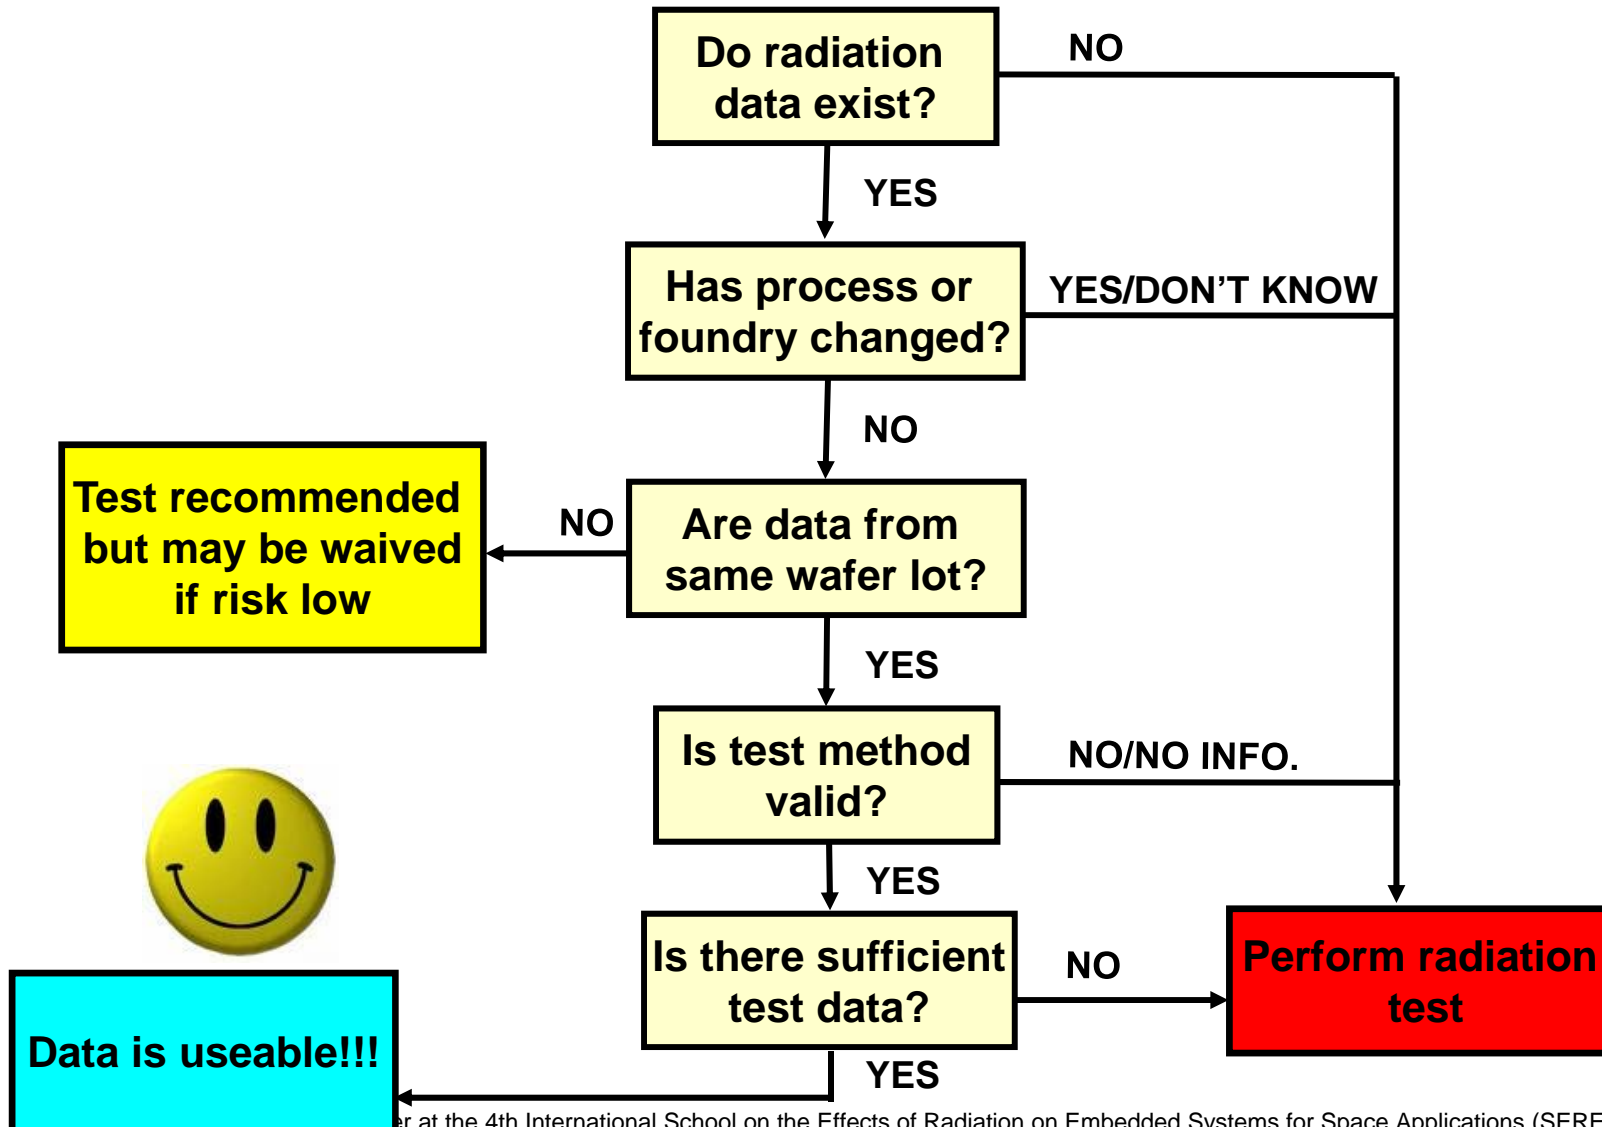 Do radiation
data exist?
NO
YES
Has process or
foundry changed?
YES/DON'T KNOW
NO
Test recommended
but may be waived
if risk low
NO
Are data from
same wafer lot?
YES
Is test method
valid?
NO/NO INFO.
YES
Is there sufficient
test data?
NO
Perform radiation
test
Data is useable!!!
YES
at the 4th International School on the Effects of Radiation on Embedded Systems for Space Applications